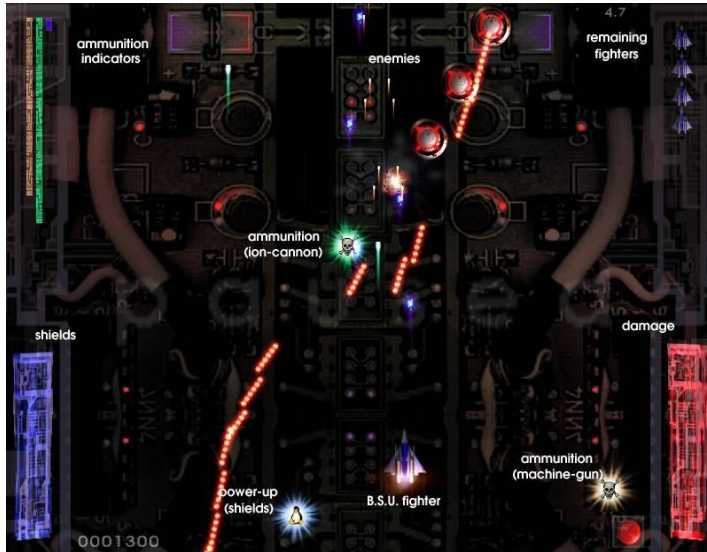 4.7
ammunition
indicators
enemies
remaining
fighters
ammunition
(ion-cannon)
paused
shields
damage
ammunition
(machine-gun)
power-up
(shields)
B.S.U. fighter
0001300